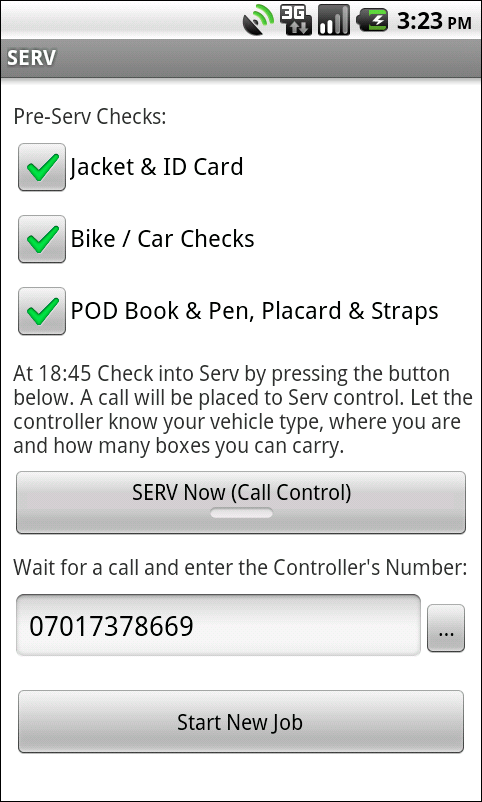 3G 3:23 PM
SERV
Pre-Serv Checks:
Jacket & ID Card
Bike / Car Checks
POD Book & Pen, Placard & Straps
At 18:45 Check into Serv by pressing the button
below. A call will be placed to Serv control. Let the
controller know your vehicle type, where you are
and how many boxes you can carry.
SERV Now (Call Control)
Wait for a call and enter the Controller's Number:
07017378669 ...
Start New Job